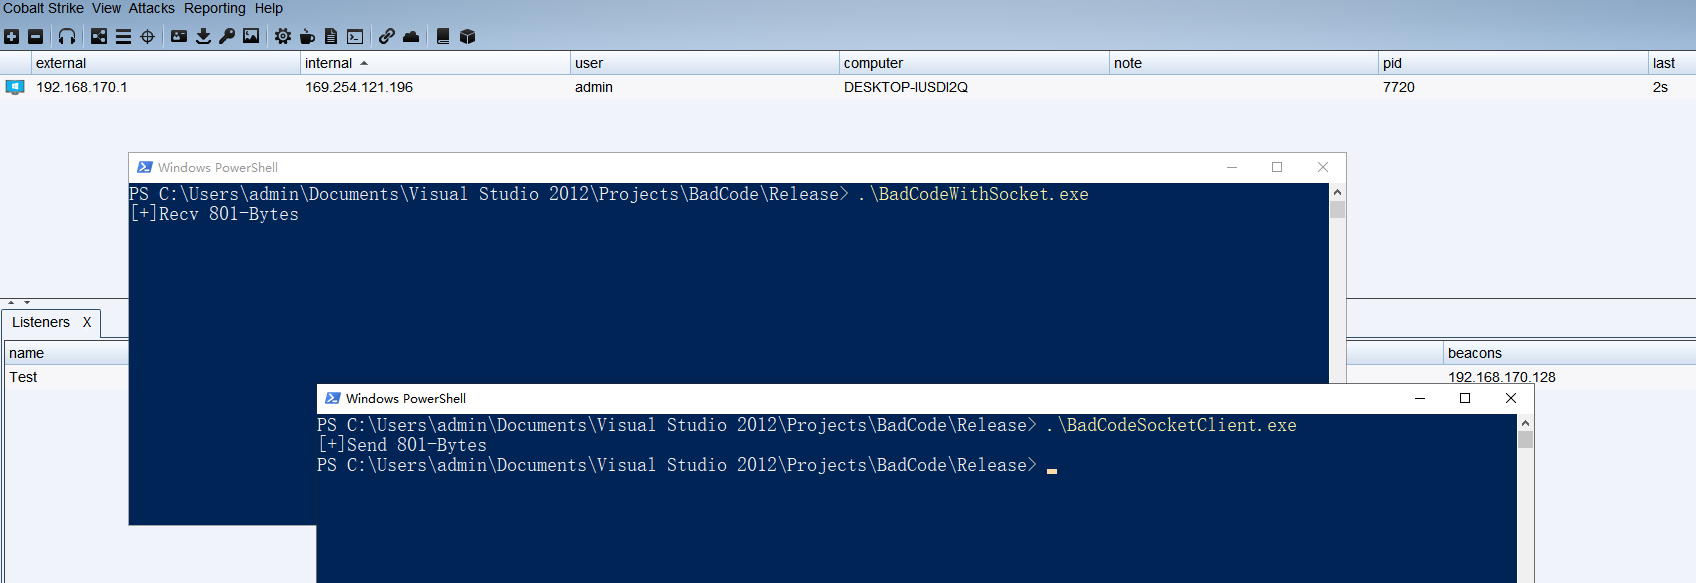 Cobalt Strike View Attacks Reporting Help
external internal user computer note pid last
192.168.170.1 169.254.121.196 admin DESKTOP-IUSDI2Q 7720 2s
Windows PowerShell
PS C:\Users\admin\Documents\Visual Studio 2012\Projects\BadCode\Release> .\BadCodeWithSocket.exe
[+]Recv 801-Bytes
Listeners X
name beacons
Test 192.168.170.128
Windows PowerShell
PS C:\Users\admin\Documents\Visual Studio 2012\Projects\BadCode\Release> .\BadCodeSocketClient.exe
[+]Send 801-Bytes
PS C:\Users\admin\Documents\Visual Studio 2012\Projects\BadCode\Release>